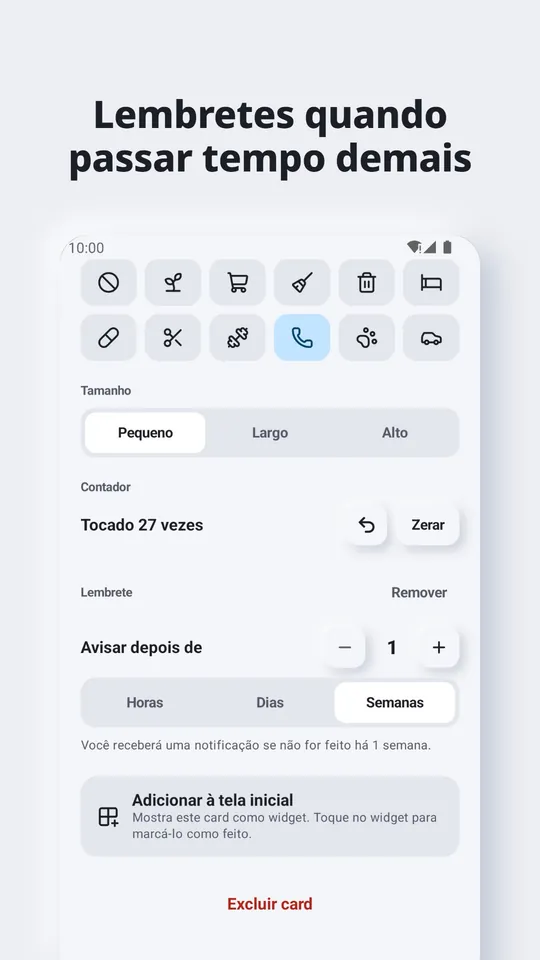 Lembretes quando
passar tempo demais
10:00
Tamanho
Pequeno Largo Alto
Contador
Tocado 27 vezes Zerar
Lembrete Remover
Avisar depois de 1
Horas Dias Semanas
Você receberá uma notificação se não for feito há 1 semana.
Adicionar à tela inicial
Mostra este card como widget. Toque no widget para
marcá-lo como feito.
Excluir card